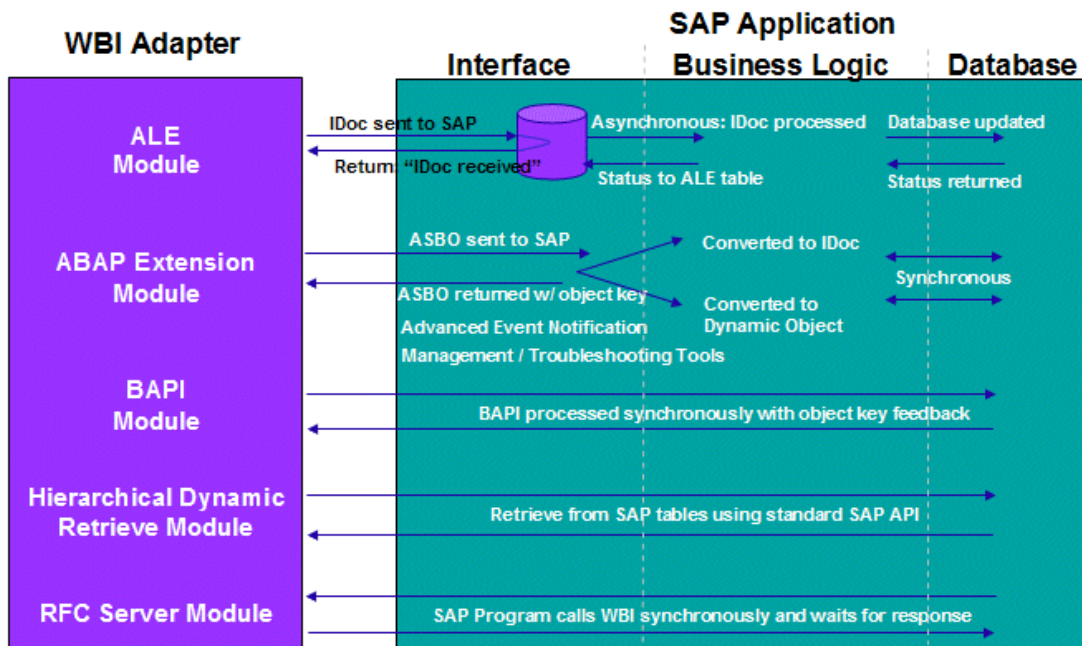 SAP Application
WBI Adapter
Interface
Business Logic
Database
ALE
Module
IDoc sent to SAP
Return: “IDoc received”
Asynchronous: IDoc processed
Database updated
Status to ALE table
Status returned
ABAP Extension
Module
ASBO sent to SAP
Converted to IDoc
Synchronous
ASBO returned w/ object key
Converted to
Dynamic Object
Advanced Event Notification
Management / Troubleshooting Tools
BAPI
Module
BAPI processed synchronously with object key feedback
Hierarchical Dynamic
Retrieve Module
Retrieve from SAP tables using standard SAP API
RFC Server Module
SAP Program calls WBI synchronously and waits for response